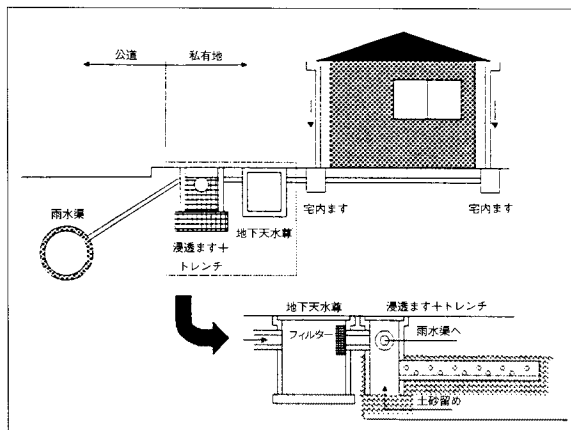 公道
私有地
雨水渠
浸透ます＋
トレンチ
地下天水尊
宅内ます
宅内ます
地下天水尊
浸透ます＋トレンチ
フィルター
雨水渠へ
土砂留め